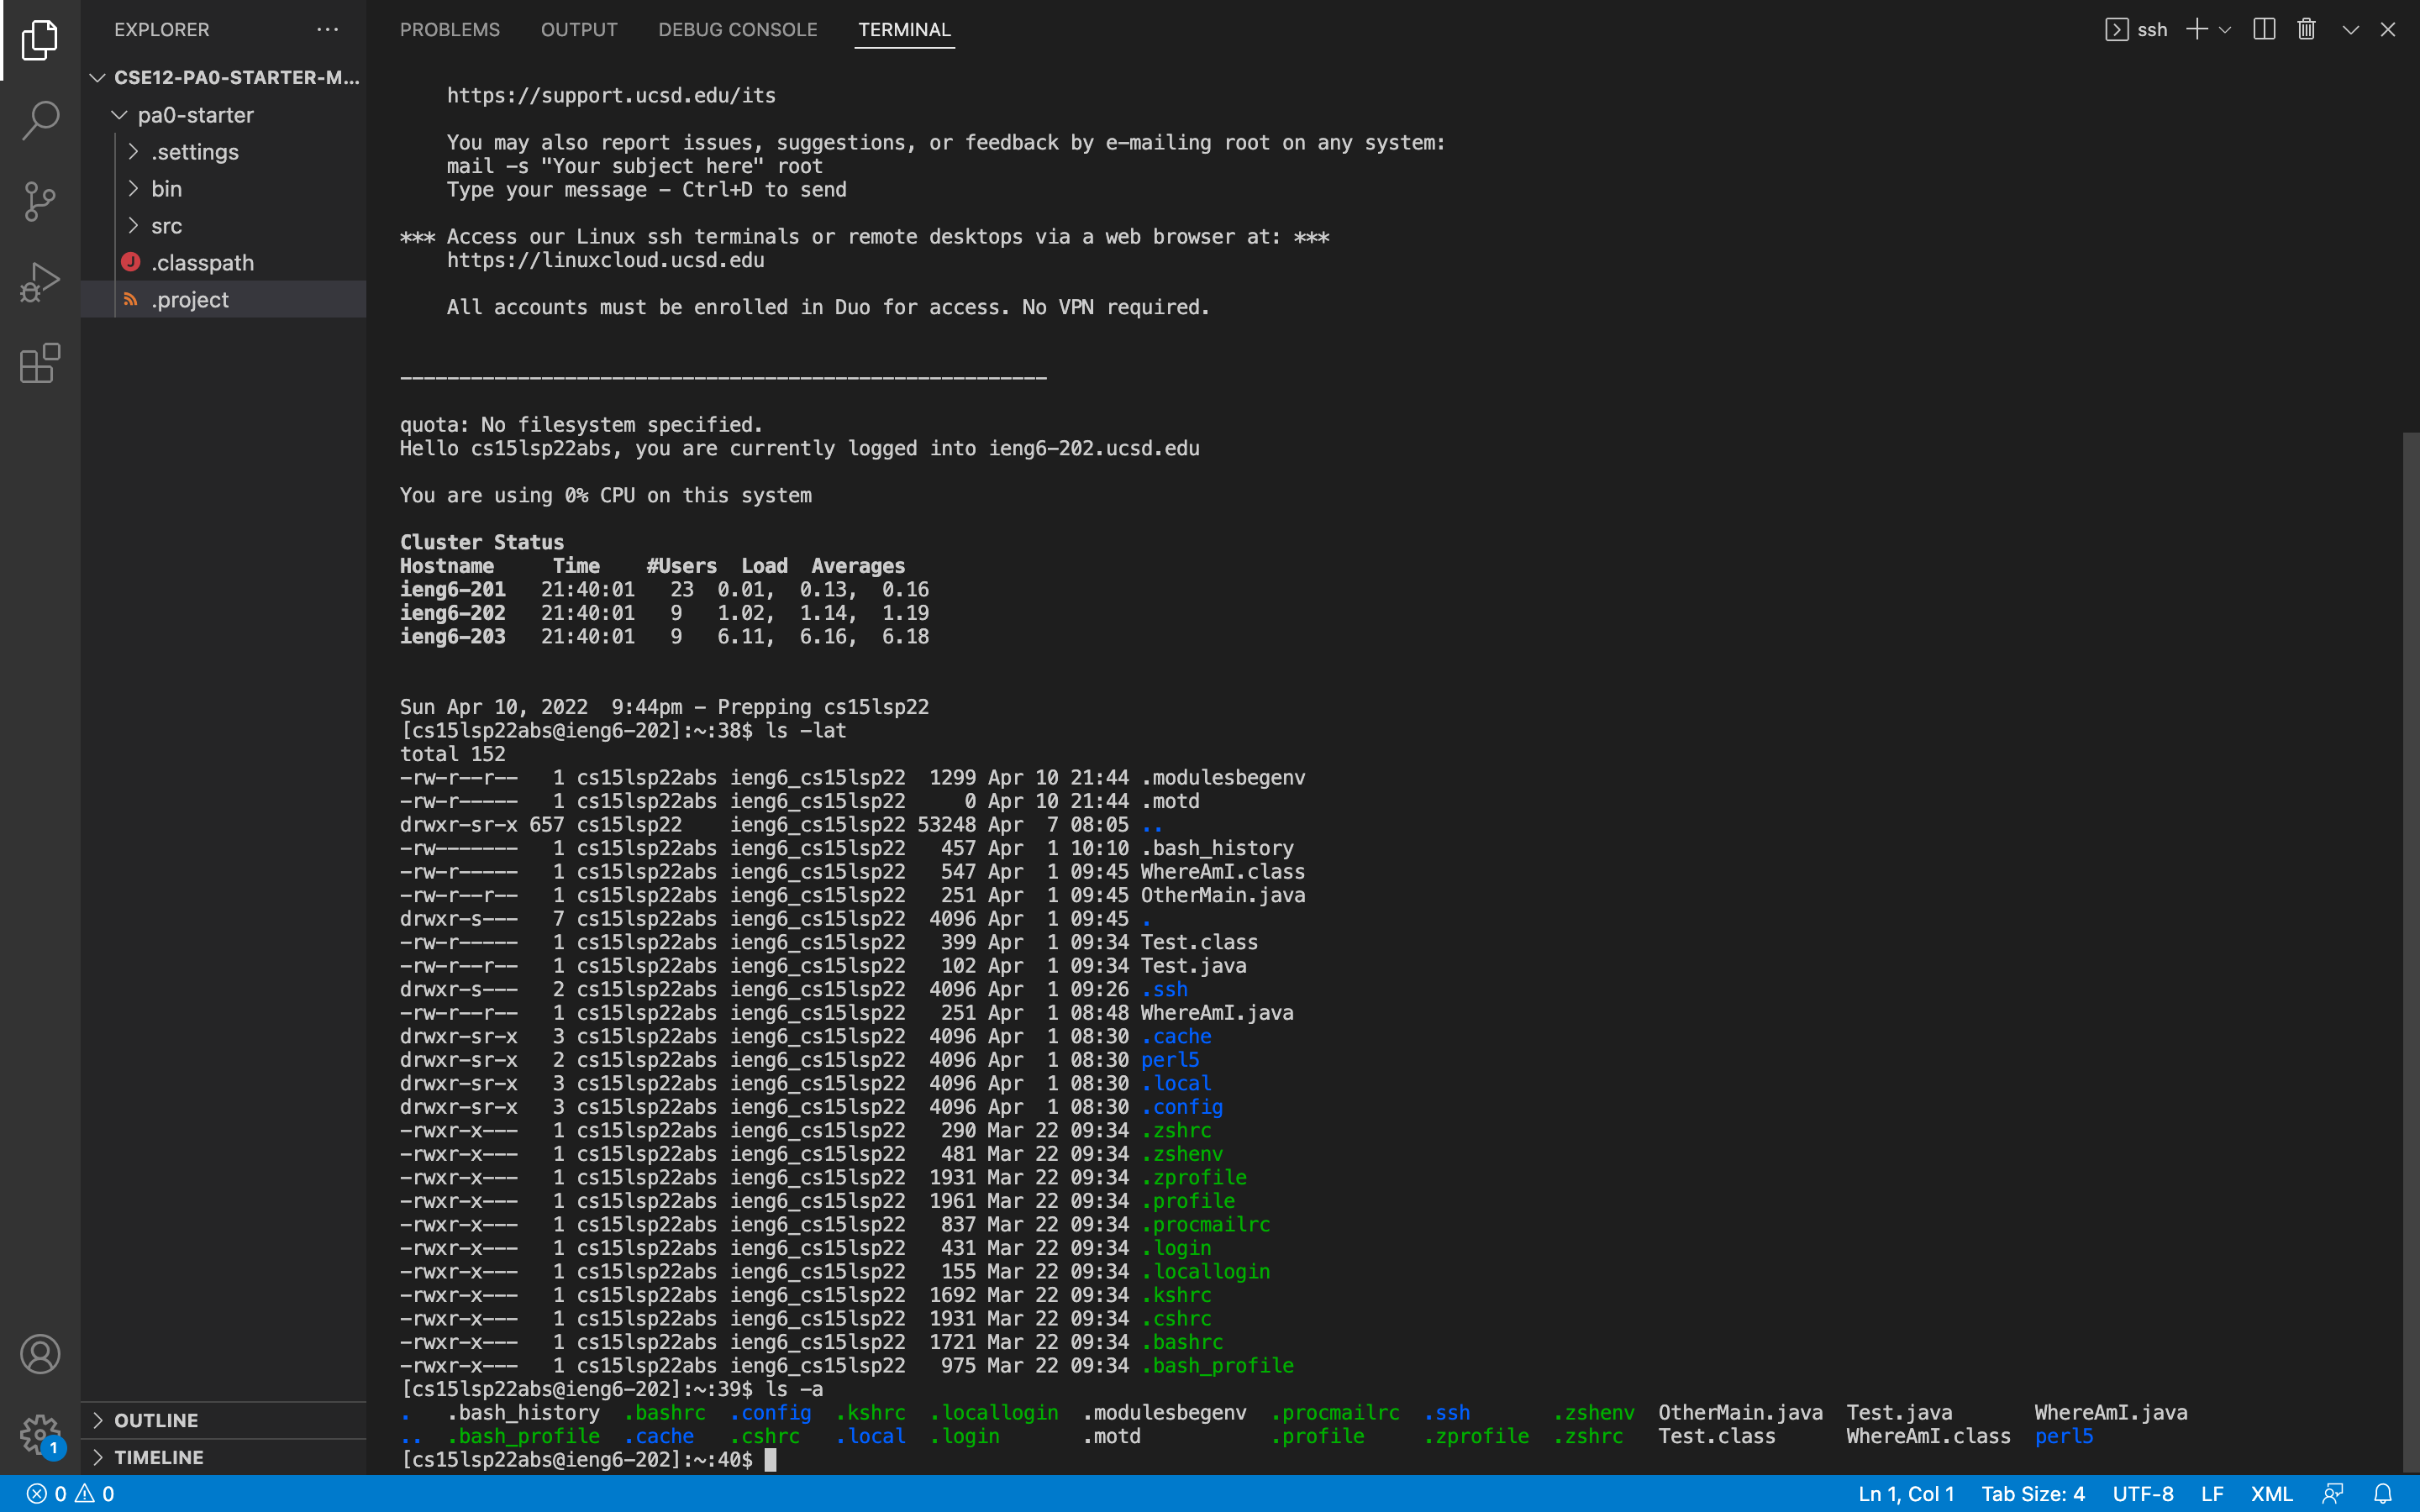 EXPLORER
PROBLEMS OUTPUT DEBUG CONSOLE TERMINAL
ssh
CSE12-PA0-STARTER-M...
pa0-starter
.settings
bin
src
.classpath
.project
https://support.ucsd.edu/its
You may also report issues, suggestions, or feedback by e-mailing root on any system:
mail -s "Your subject here" root
Type your message - Ctrl+D to send
*** Access our Linux ssh terminals or remote desktops via a web browser at: ***
https://linuxcloud.ucsd.edu
All accounts must be enrolled in Duo for access. No VPN required.
-------------------------------------------------------
quota: No filesystem specified.
Hello cs15lsp22abs, you are currently logged into ieng6-202.ucsd.edu
You are using 0% CPU on this system
Cluster Status
Hostname     Time    #Users  Load  Averages
ieng6-201   21:40:01   23  0.01,  0.13,  0.16
ieng6-202   21:40:01   9   1.02,  1.14,  1.19
ieng6-203   21:40:01   9   6.11,  6.16,  6.18
Sun Apr 10, 2022  9:44pm - Prepping cs15lsp22
[cs15lsp22abs@ieng6-202]:~:38$ ls -lat
total 152
-rw-r--r--   1 cs15lsp22abs ieng6_cs15lsp22  1299 Apr 10 21:44 .modulesbegenv
-rw-r-----   1 cs15lsp22abs ieng6_cs15lsp22     0 Apr 10 21:44 .motd
drwxr-sr-x 657 cs15lsp22    ieng6_cs15lsp22 53248 Apr  7 08:05 ..
-rw-------   1 cs15lsp22abs ieng6_cs15lsp22   457 Apr  1 10:10 .bash_history
-rw-r-----   1 cs15lsp22abs ieng6_cs15lsp22   547 Apr  1 09:45 WhereAmI.class
-rw-r--r--   1 cs15lsp22abs ieng6_cs15lsp22   251 Apr  1 09:45 OtherMain.java
drwxr-s---   7 cs15lsp22abs ieng6_cs15lsp22  4096 Apr  1 09:45 .
-rw-r-----   1 cs15lsp22abs ieng6_cs15lsp22   399 Apr  1 09:34 Test.class
-rw-r--r--   1 cs15lsp22abs ieng6_cs15lsp22   102 Apr  1 09:34 Test.java
drwxr-s---   2 cs15lsp22abs ieng6_cs15lsp22  4096 Apr  1 09:26 .ssh
-rw-r--r--   1 cs15lsp22abs ieng6_cs15lsp22   251 Apr  1 08:48 WhereAmI.java
drwxr-sr-x   3 cs15lsp22abs ieng6_cs15lsp22  4096 Apr  1 08:30 .cache
drwxr-sr-x   2 cs15lsp22abs ieng6_cs15lsp22  4096 Apr  1 08:30 perl5
drwxr-sr-x   3 cs15lsp22abs ieng6_cs15lsp22  4096 Apr  1 08:30 .local
drwxr-sr-x   3 cs15lsp22abs ieng6_cs15lsp22  4096 Apr  1 08:30 .config
-rwxr-x---   1 cs15lsp22abs ieng6_cs15lsp22   290 Mar 22 09:34 .zshrc
-rwxr-x---   1 cs15lsp22abs ieng6_cs15lsp22   481 Mar 22 09:34 .zshenv
-rwxr-x---   1 cs15lsp22abs ieng6_cs15lsp22  1931 Mar 22 09:34 .zprofile
-rwxr-x---   1 cs15lsp22abs ieng6_cs15lsp22  1961 Mar 22 09:34 .profile
-rwxr-x---   1 cs15lsp22abs ieng6_cs15lsp22   837 Mar 22 09:34 .procmailrc
-rwxr-x---   1 cs15lsp22abs ieng6_cs15lsp22   431 Mar 22 09:34 .login
-rwxr-x---   1 cs15lsp22abs ieng6_cs15lsp22   155 Mar 22 09:34 .locallogin
-rwxr-x---   1 cs15lsp22abs ieng6_cs15lsp22  1692 Mar 22 09:34 .kshrc
-rwxr-x---   1 cs15lsp22abs ieng6_cs15lsp22  1931 Mar 22 09:34 .cshrc
-rwxr-x---   1 cs15lsp22abs ieng6_cs15lsp22  1721 Mar 22 09:34 .bashrc
-rwxr-x---   1 cs15lsp22abs ieng6_cs15lsp22   975 Mar 22 09:34 .bash_profile
[cs15lsp22abs@ieng6-202]:~:39$ ls -a
.   .bash_history  .bashrc  .config  .kshrc  .locallogin  .modulesbegenv  .procmailrc  .ssh       .zshenv  OtherMain.java  Test.java       WhereAmI.java
..  .bash_profile  .cache   .cshrc   .local  .login       .motd           .profile     .zprofile  .zshrc   Test.class      WhereAmI.class  perl5
[cs15lsp22abs@ieng6-202]:~:40$
OUTLINE
TIMELINE
1
0 0
Ln 1, Col 1 Tab Size: 4 UTF-8 LF XML